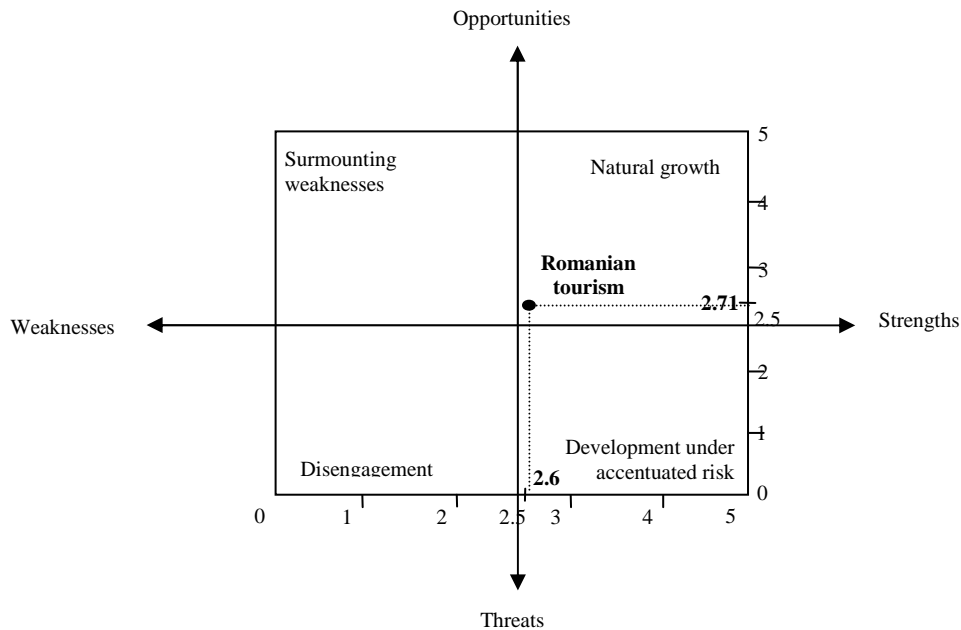 Opportunities
5
Surmounting
weaknesses
Natural growth
4
Romanian
tourism
3
2.71
Weaknesses
2.5
Strengths
2
1
Development under
accentuated risk
Disengagement
2.6
0
0
1
2
2.5
3
4
5
Threats